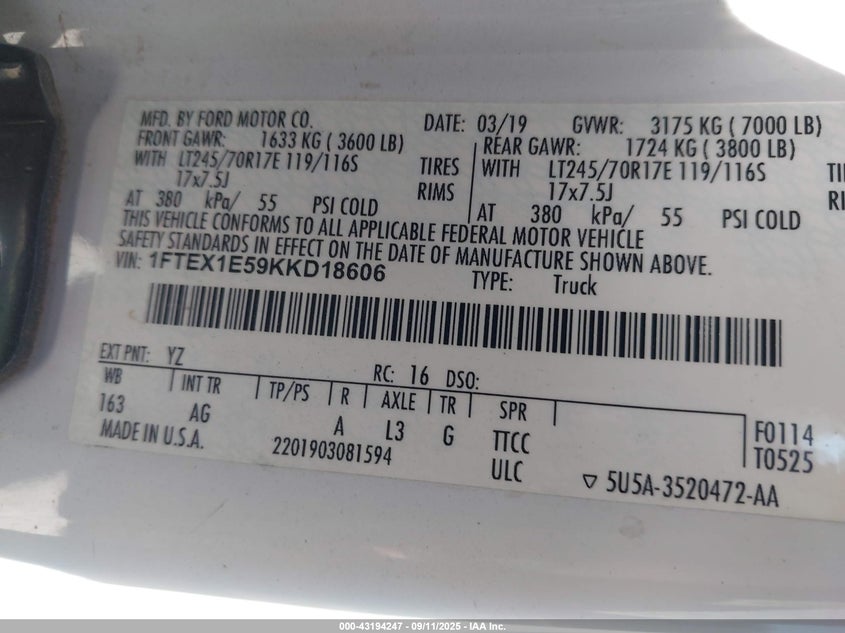 MFD. BY FORD MOTOR CO.
DATE: 03/19
GVWR: 3175 KG ( 7000 LB)
FRONT GAWR: 1633 KG ( 3600 LB)
REAR GAWR: 1724 KG ( 3800 LB)
WITH LT245/70R17E 119/116S TIRES
WITH LT245/70R17E 119/116S TI
17x7.5J RIMS
17x7.5J RI
AT 380 kPa/ 55 PSI COLD
AT 380 kPa/ 55 PSI COLD
THIS VEHICLE CONFORMS TO ALL APPLICABLE FEDERAL MOTOR VEHICLE
SAFETY STANDARDS IN EFFECT ON THE DATE OF MANUFACTURE SHOWN ABOVE.
VIN: 1FTEX1E59KKD18606
TYPE: Truck
EXT PNT: YZ
RC: 16 DSO:
WB INT TR TP/PS R AXLE TR SPR
163 AG A L3 G TTCC
F0114
MADE IN U.S.A.
2201903081594
ULC
T0525
▽ 5U5A-3520472-AA
000-43194247 - 09/11/2025 - IAA Inc.